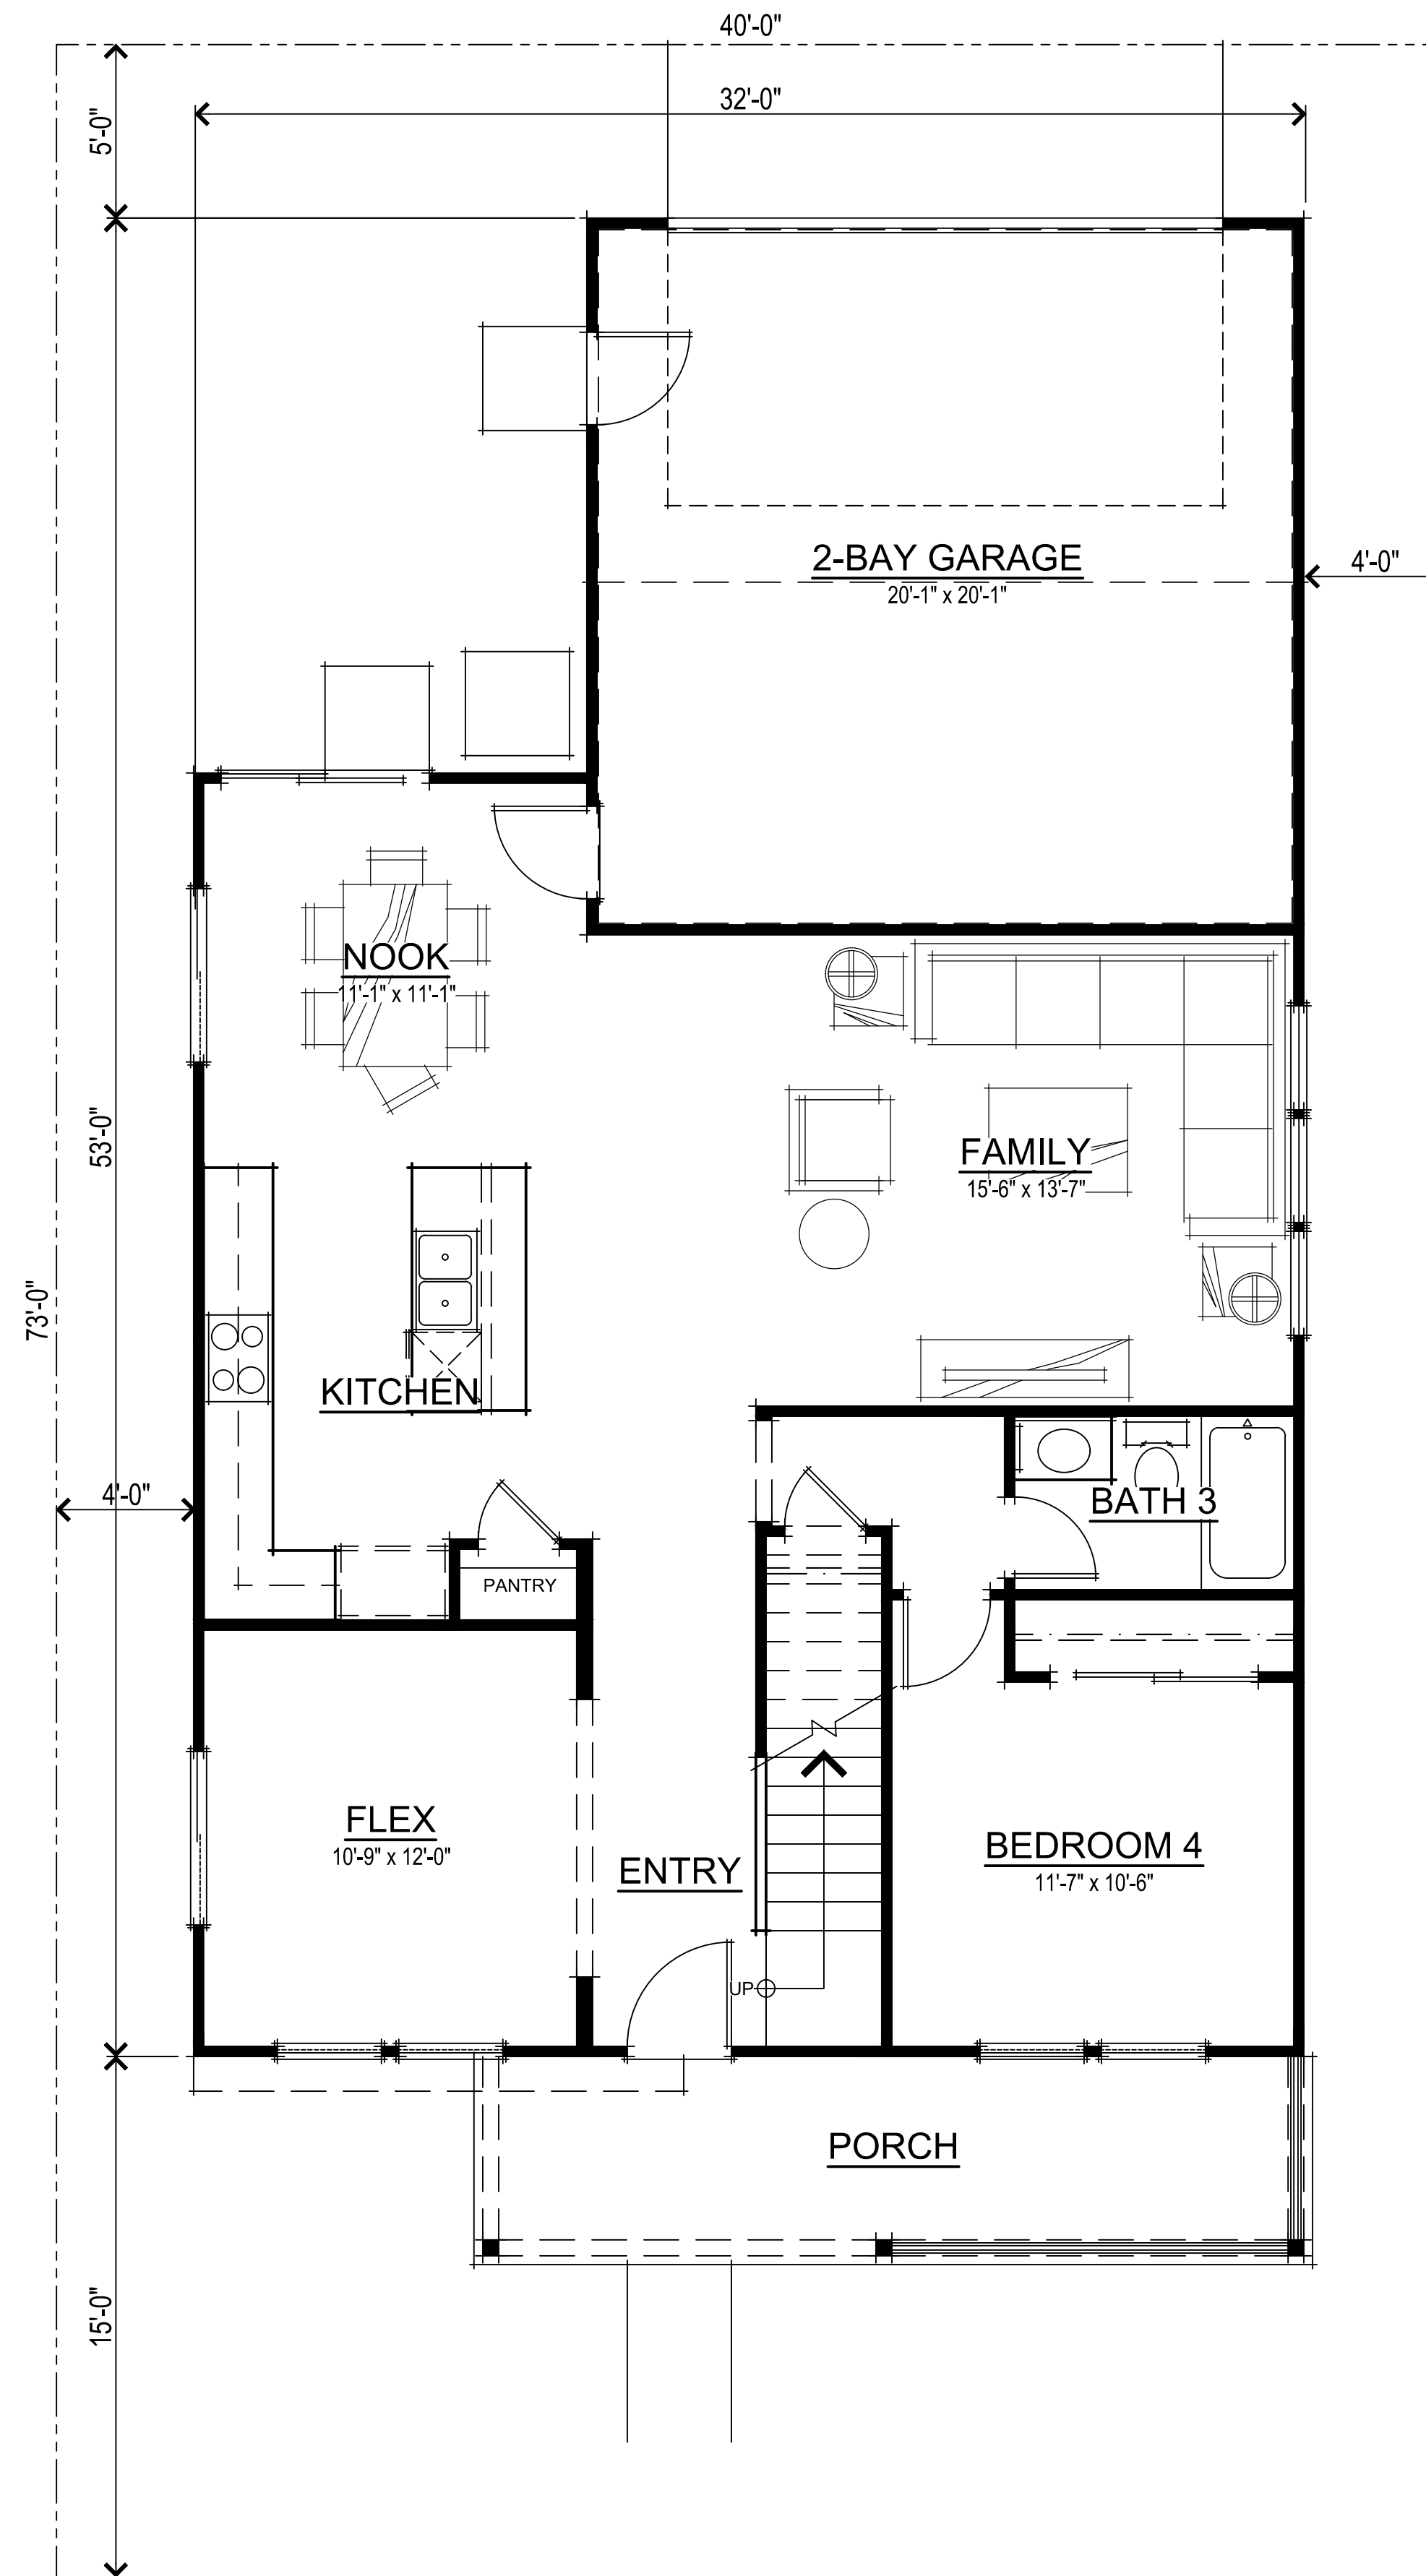 40'-0"
32'-0"
5'-0"
2-BAY GARAGE
20'-1" x 20'-1"
4'-0"
NOOK
11'-1" x 11'-1"
53'-0"
FAMILY
15'-6" x 13'-7"
73'-0"
KITCHEN
4'-0"
BATH 3
PANTRY
FLEX
10'-9" x 12'-0"
ENTRY
BEDROOM 4
11'-7" x 10'-6"
UP
PORCH
15'-0"